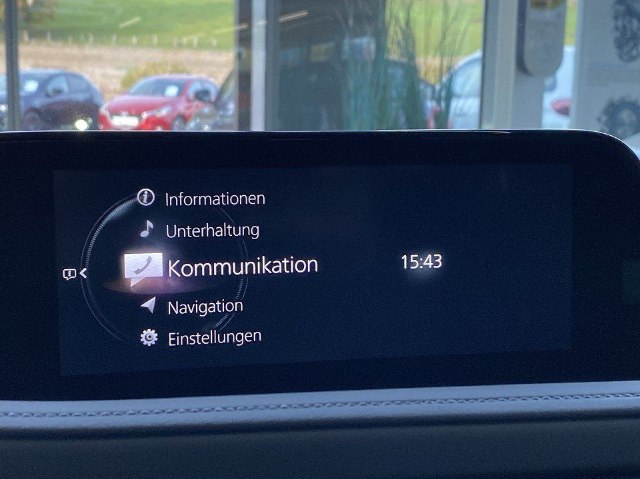 Informationen
Unterhaltung
Kommunikation 15:43
Navigation
Einstellungen